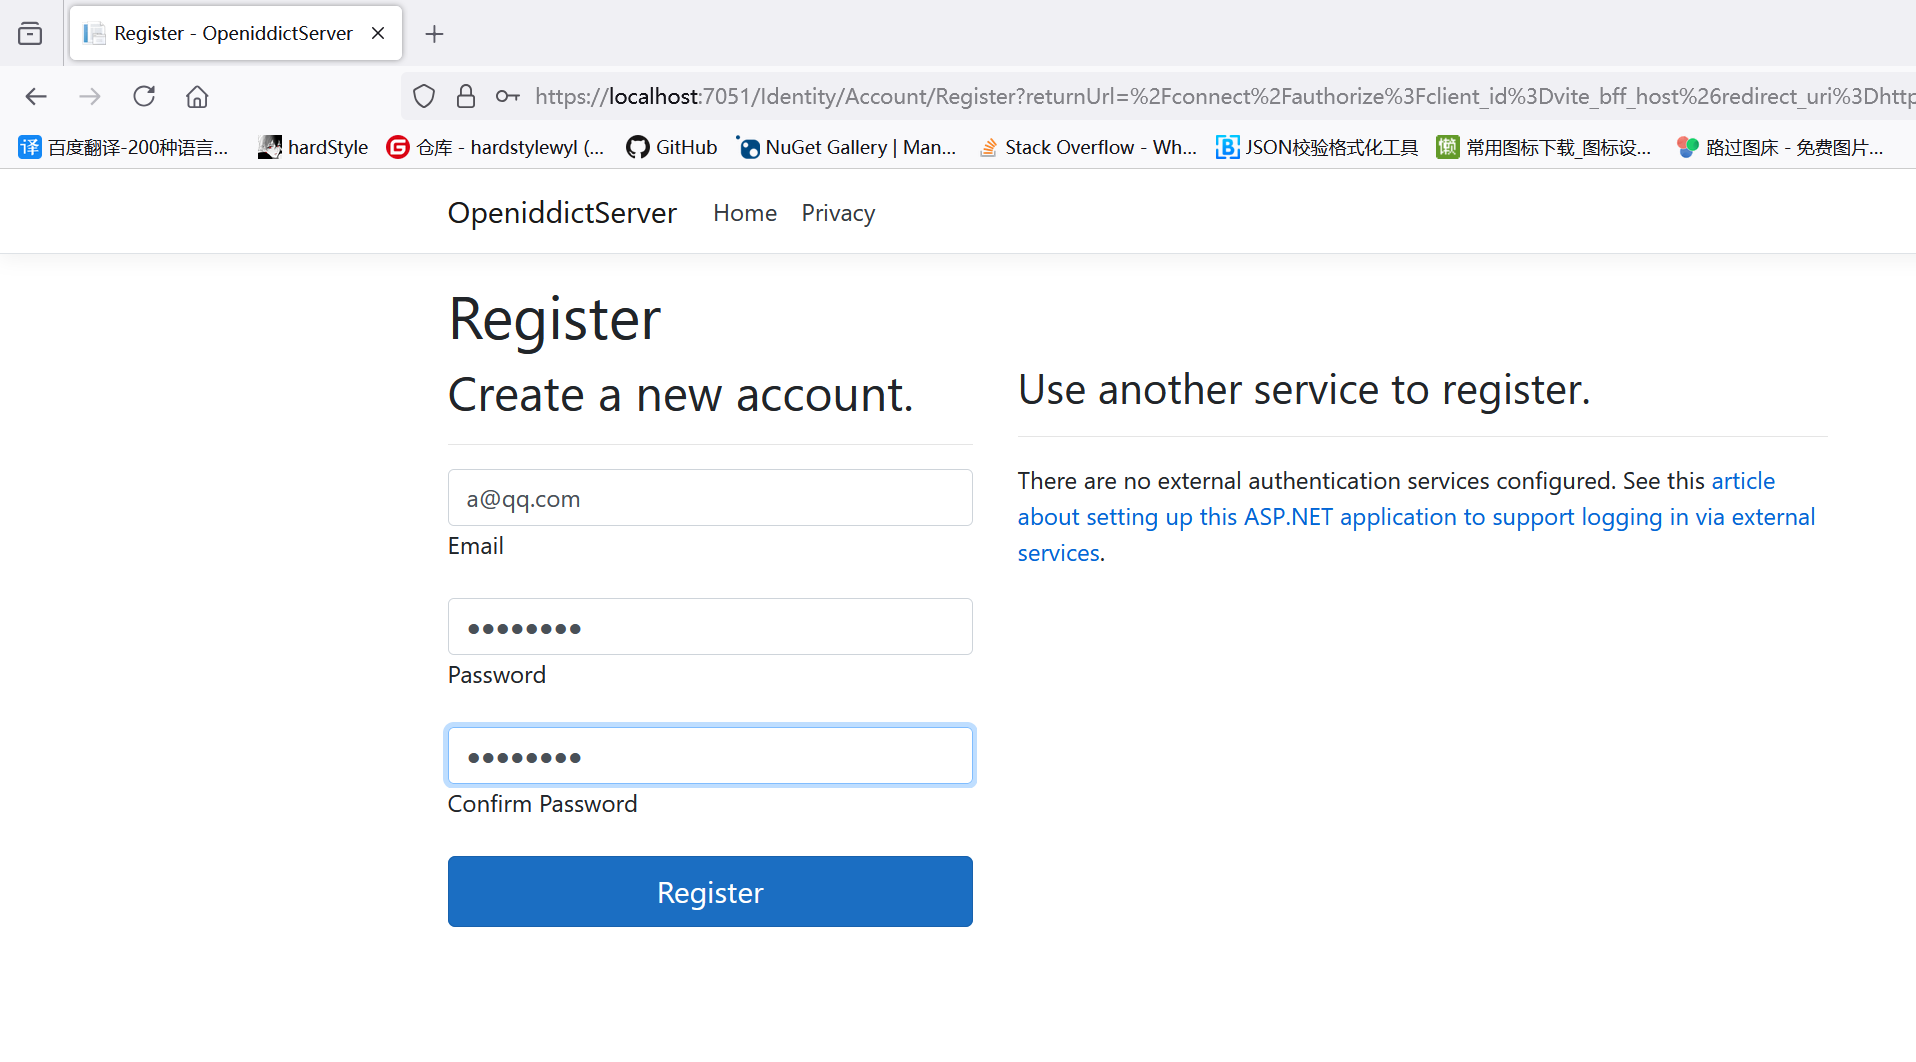 Register - OpeniddictServer
https://localhost:7051/Identity/Account/Register?returnUrl=%2Fconnect%2Fauthorize%3Fclient_id%3Dvite_bff_host%26redirect_uri%3Dhttp
译 百度翻译-200种语言... hardStyle G 仓库 - hardstylewyl (... GitHub NuGet Gallery | Man... Stack Overflow - Wh... B JSON校验格式化工具 懒 常用图标下载_图标设... 路过图床 - 免费图片...
OpeniddictServer Home Privacy
Register
Create a new account.
a@qq.com
Email
●●●●●●●●
Password
●●●●●●●●
Confirm Password
Register
Use another service to register.
There are no external authentication services configured. See this article
about setting up this ASP.NET application to support logging in via external
services.